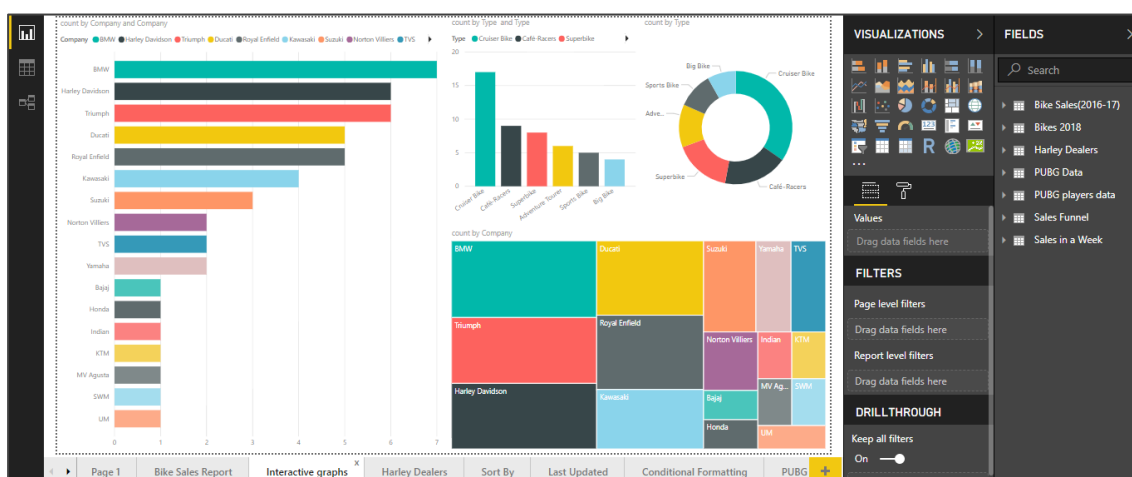 count by Company and Company
Company BMW Harley Davidson Triumph Ducati Royal Enfield Kawasaki Suzuki Norton Villiers TVS
BMW
Harley Davidson
Triumph
Ducati
Royal Enfield
Kawasaki
Suzuki
Norton Villiers
TVS
Yamaha
Bajaj
Honda
Indian
KTM
MV Agusta
SWM
UM
0 1 2 3 4 5 6 7
count by Type and Type
Type Cruiser Bike Café-Racers Superbike
20
15
10
5
0
Cruiser Bike
Café-Racers
Superbike
Adventure Tourer
Sports Bike
Big Bike
count by Type
Big Bike
Cruiser Bike
Sports Bike
Adve...
Superbike
Café-Racers
count by Company
BMW
Ducati
Suzuki
Yamaha
TVS
Triumph
Royal Enfield
Norton Villiers
Indian
KTM
Harley Davidson
Kawasaki
MV Ag...
SWM
Bajaj
Honda
UM
Page 1
Bike Sales Report
Interactive graphs
x
Harley Dealers
Sort By
Last Updated
Conditional Formatting
PUBG
+
VISUALIZATIONS >
123
R
...
Values
Drag data fields here
FILTERS
Page level filters
Drag data fields here
Report level filters
Drag data fields here
DRILLTHROUGH
Keep all filters
On
FIELDS >
Search
Bike Sales(2016-17)
Bikes 2018
Harley Dealers
PUBG Data
PUBG players data
Sales Funnel
Sales in a Week